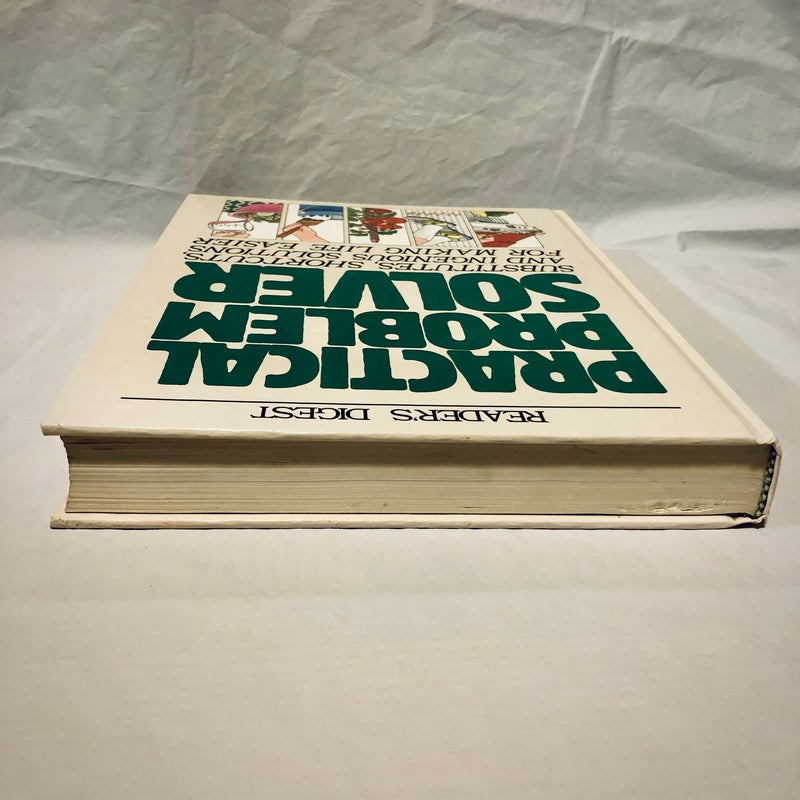 READER'S DIGEST
PRACTICAL
PROBLEM
SOLVER
SUBSTITUTES, SHORTCUTS,
AND INGENIOUS SOLUTIONS
FOR MAKING LIFE EASIER